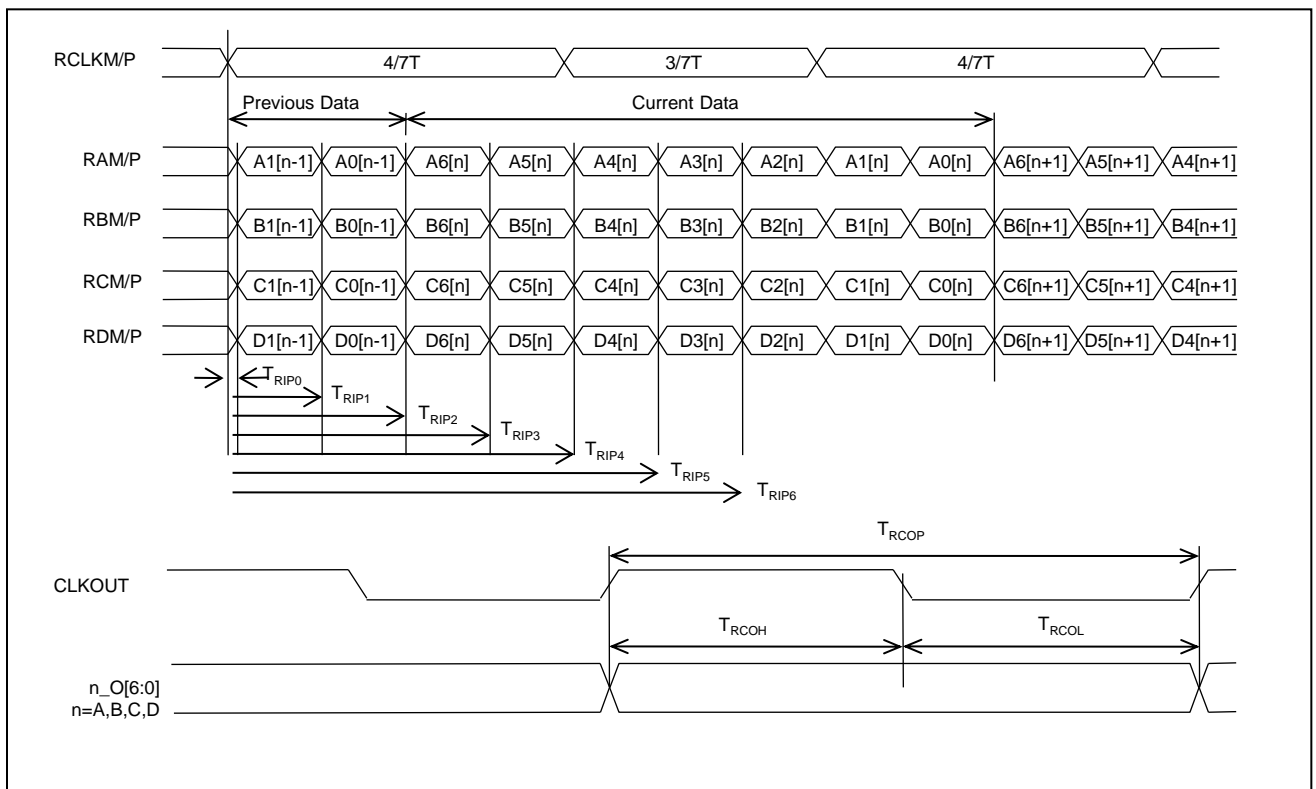 RCLKM/P 4/7T 3/7T 4/7T
Previous Data Current Data
RAM/P A1[n-1] A0[n-1] A6[n] A5[n] A4[n] A3[n] A2[n] A1[n] A0[n] A6[n+1] A5[n+1] A4[n+1]
RBM/P B1[n-1] B0[n-1] B6[n] B5[n] B4[n] B3[n] B2[n] B1[n] B0[n] B6[n+1] B5[n+1] B4[n+1]
RCM/P C1[n-1] C0[n-1] C6[n] C5[n] C4[n] C3[n] C2[n] C1[n] C0[n] C6[n+1] C5[n+1] C4[n+1]
RDM/P D1[n-1] D0[n-1] D6[n] D5[n] D4[n] D3[n] D2[n] D1[n] D0[n] D6[n+1] D5[n+1] D4[n+1]
TRIP0
TRIP1
TRIP2
TRIP3
TRIP4
TRIP5
TRIP6
TRCOP
CLKOUT
TRCOH TRCOL
n_O[6:0]
n=A,B,C,D